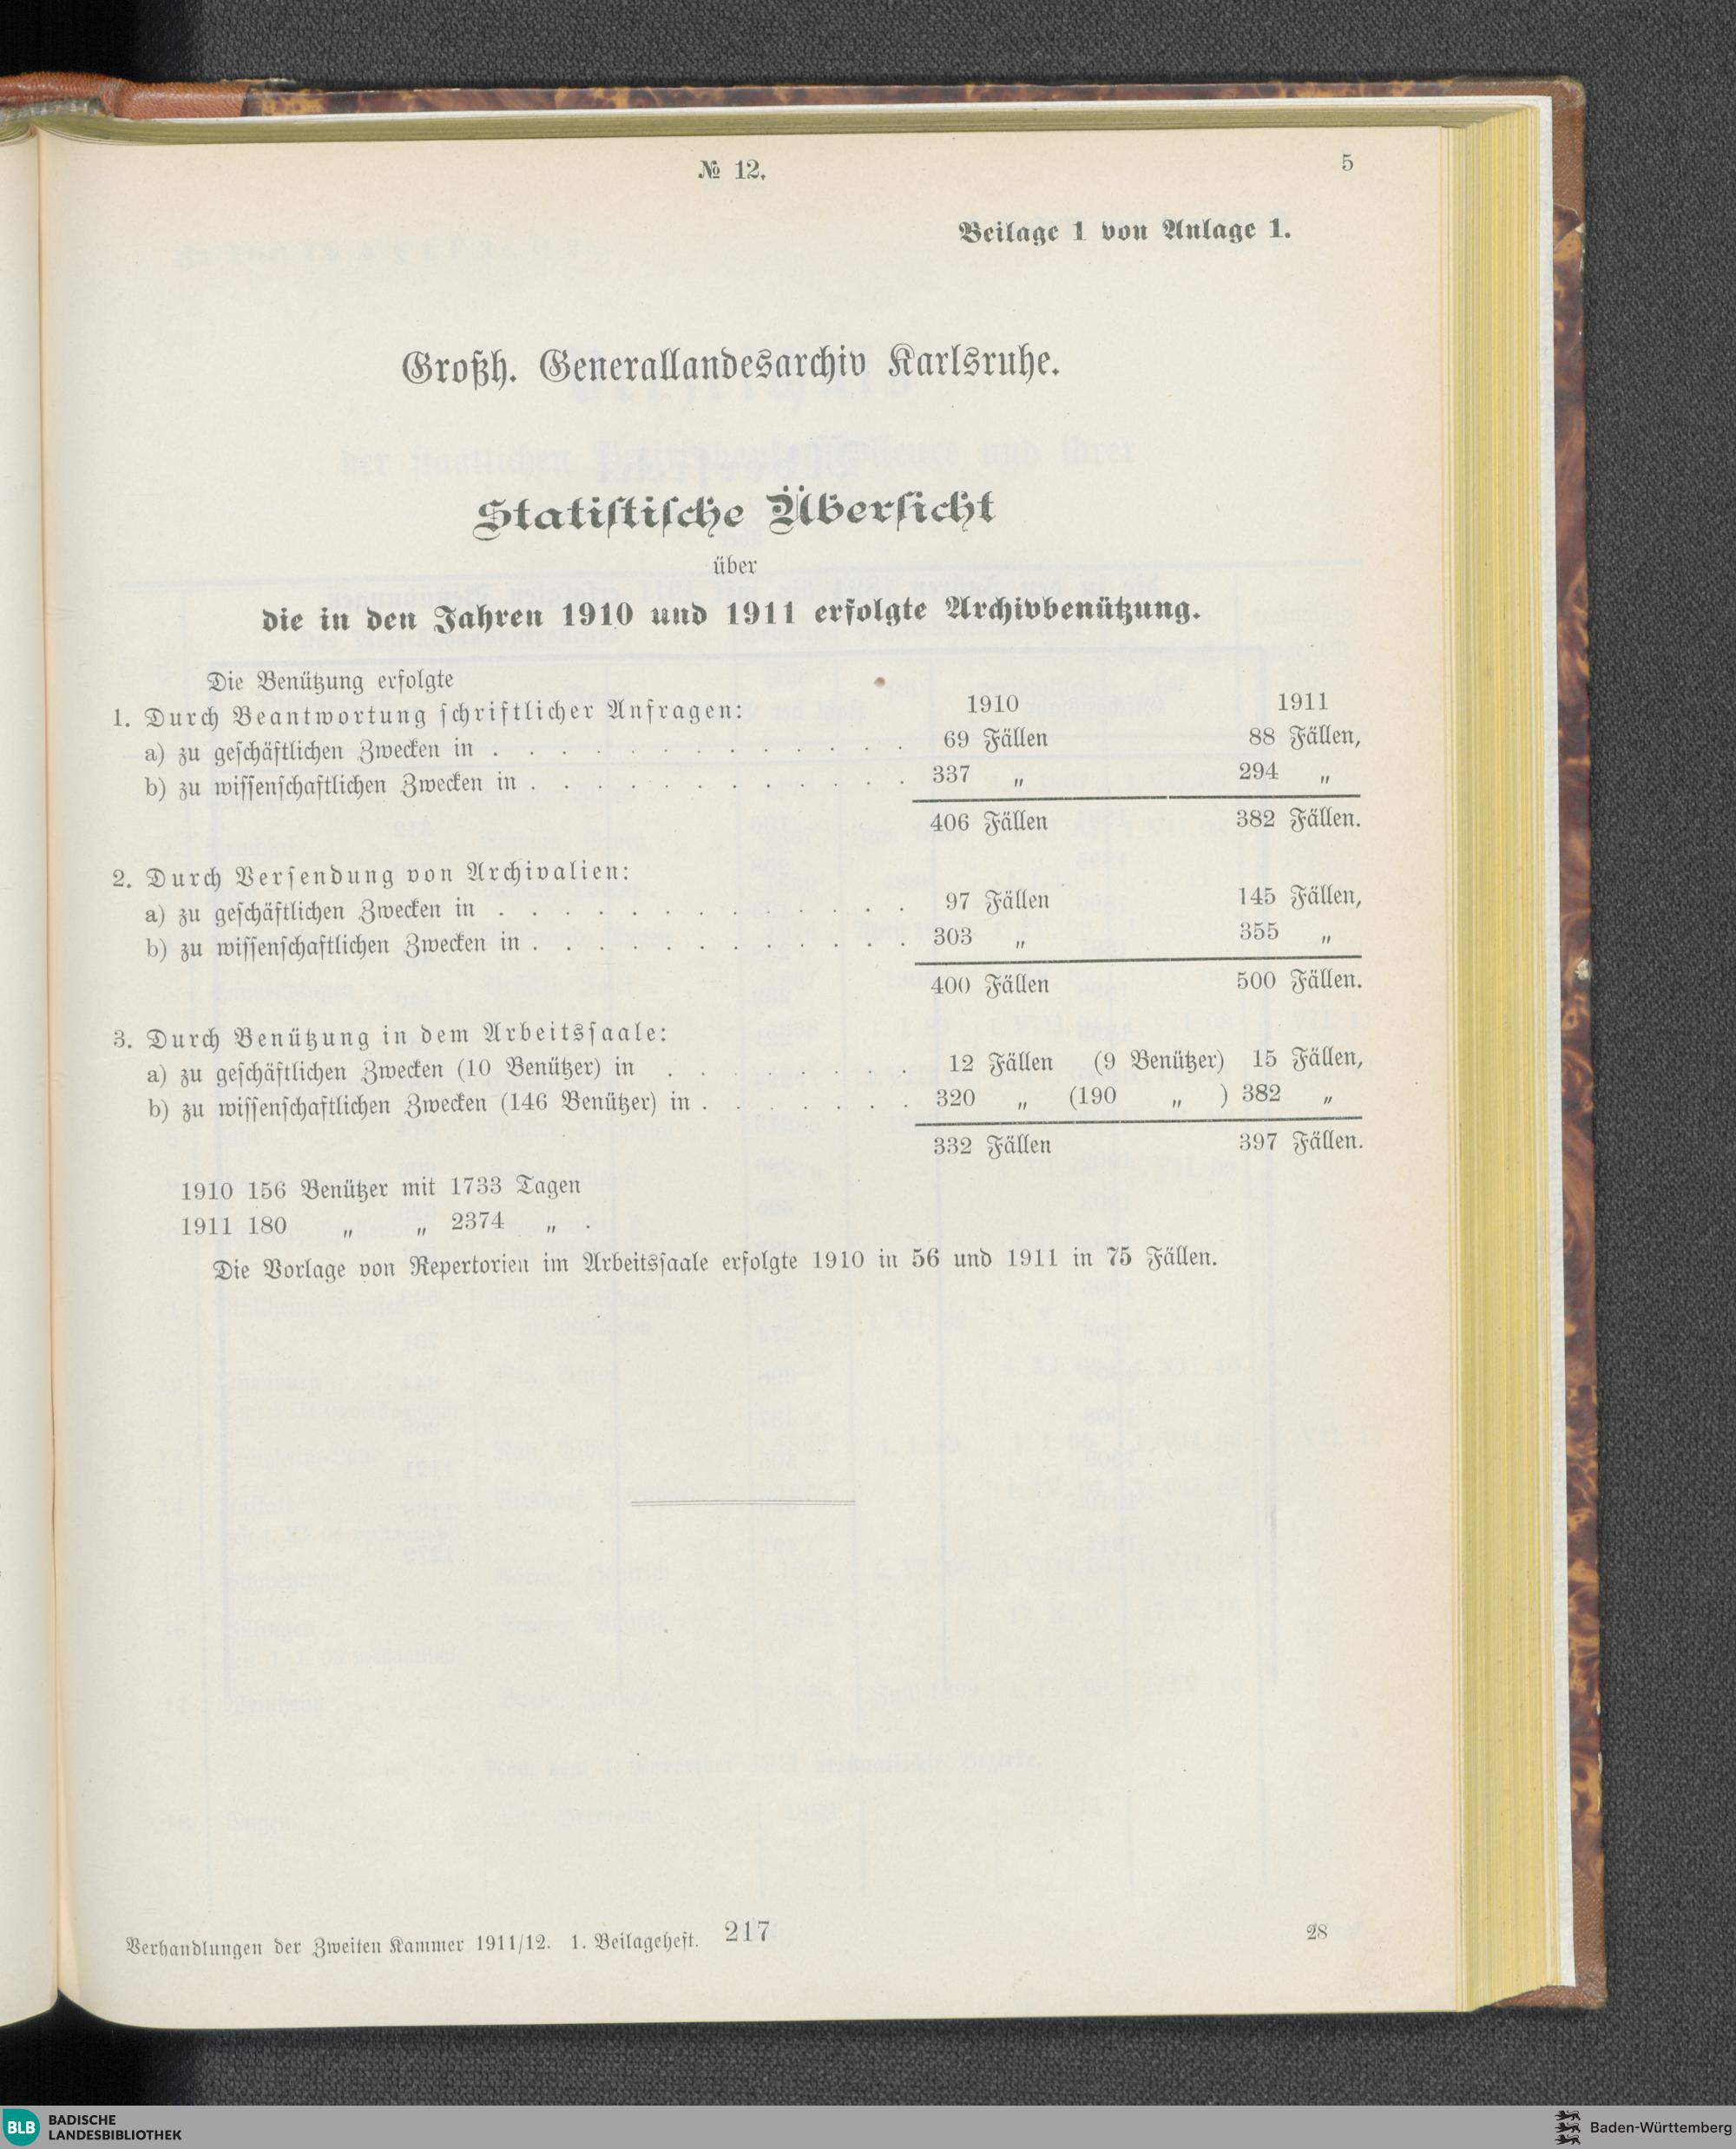 № 12.
5
Beilage 1 von Anlage 1.
Großh. Generallandesarchiv Karlsruhe.
Statistische Übersicht
über
die in den Jahren 1910 und 1911 erfolgte Archivbenützung.
Die Benützung erfolgte
1. Durch Beantwortung schriftlicher Anfragen: 1910 1911
a) zu geschäftlichen Zwecken in . . . . . . . . . . . . . 69 Fällen 88 Fällen,
b) zu wissenschaftlichen Zwecken in . . . . . . . . . . . . 337 „ 294 „
406 Fällen 382 Fällen.
2. Durch Versendung von Archivalien:
a) zu geschäftlichen Zwecken in . . . . . . . . . . . . . 97 Fällen 145 Fällen,
b) zu wissenschaftlichen Zwecken in . . . . . . . . . . . . 303 „ 355 „
400 Fällen 500 Fällen.
3. Durch Benützung in dem Arbeitssaale:
a) zu geschäftlichen Zwecken (10 Benützer) in . . . . . . . . 12 Fällen (9 Benützer) 15 Fällen,
b) zu wissenschaftlichen Zwecken (146 Benützer) in . . . . . . . 320 „ (190 „ ) 382 „
332 Fällen 397 Fällen.
1910 156 Benützer mit 1733 Tagen
1911 180 „ „ 2374 „ .
Die Vorlage von Repertorien im Arbeitssaale erfolgte 1910 in 56 und 1911 in 75 Fällen.
Verhandlungen der Zweiten Kammer 1911/12. 1. Beilageheft. 217 28
BLB BADISCHE
LANDESBIBLIOTHEK
Baden-Württemberg